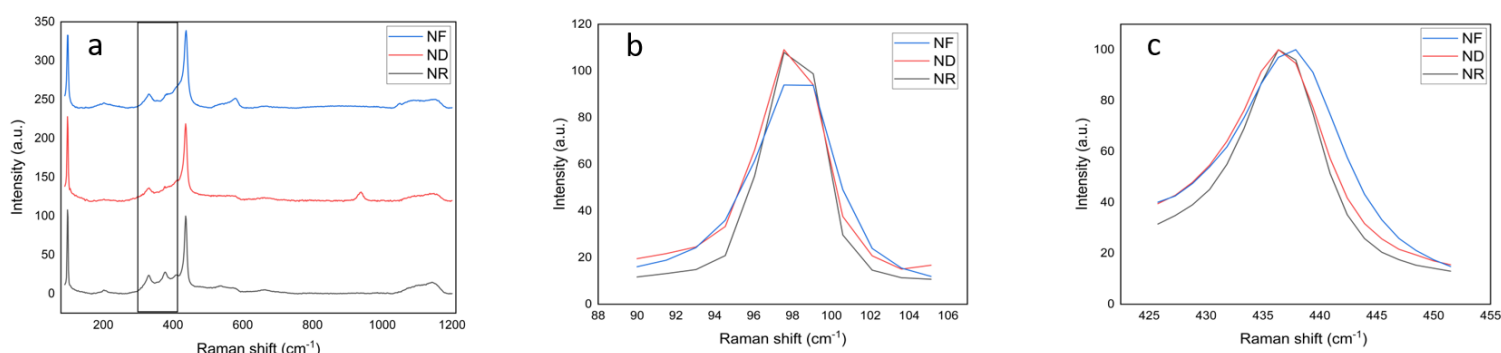 a
NF
ND
NR
Intensity (a.u.)
350
300
250
200
150
100
50
0
200 400 600 800 1000 1200
Raman shift (cm⁻¹)
b
NF
ND
NR
Intensity (a.u.)
120
100
80
60
40
20
0
88 90 92 94 96 98 100 102 104 106
Raman shift (cm⁻¹)
c
NF
ND
NR
Intensity (a.u.)
100
80
60
40
20
0
425 430 435 440 445 450 455
Raman shift (cm⁻¹)